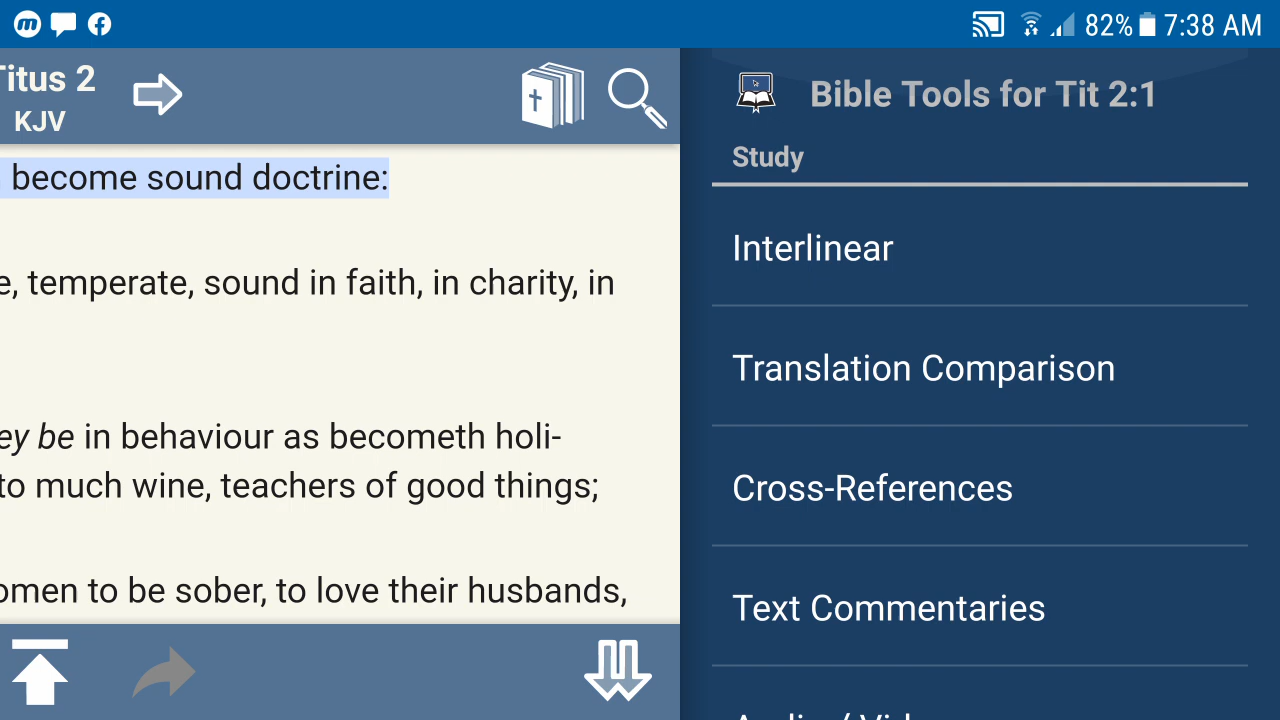 82% 7:38 AM
Titus 2
KJV
become sound doctrine:
temperate, sound in faith, in charity, in
be in behaviour as becometh holi-
to much wine, teachers of good things;
to be sober, to love their husbands,
Bible Tools for Tit 2:1
Study
Interlinear
Translation Comparison
Cross-References
Text Commentaries